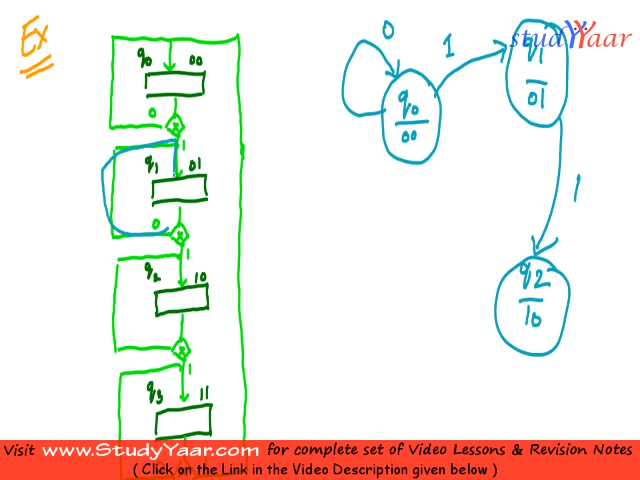 Ex
studYYaar
q0 00
0
1
q1 01
0
1
q2 10
1
q3 11
0
1
q0
00
q1
01
1
q2
10
Visit www.StudyYaar.com for complete set of Video Lessons & Revision Notes
( Click on the Link in the Video Description given below )